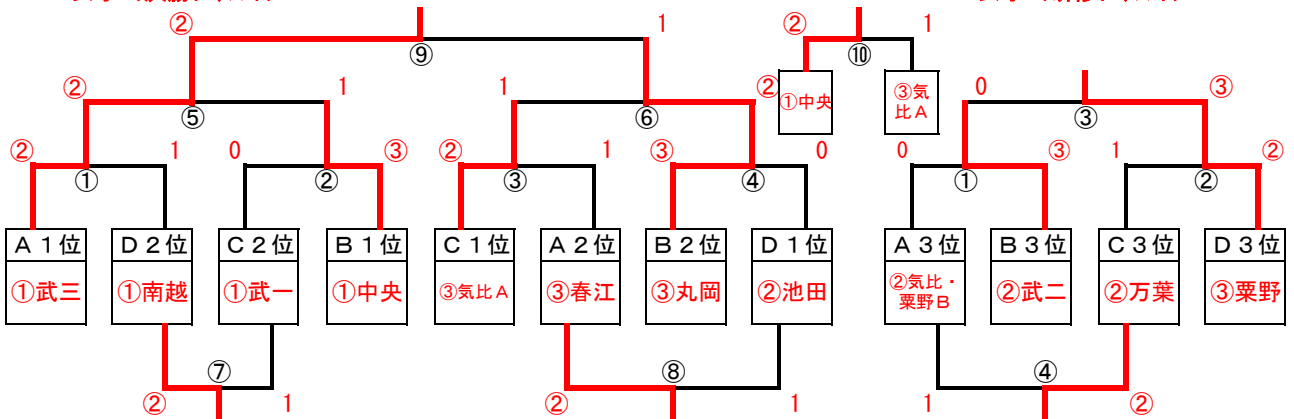 ② 1 ② 1
⑨ ⑩
①中央 ③気比A
② 1 1 ② 0 ③
⑤ ⑥ ③
② 1 0 ③ ② 1 ③ 0 0 ③ 1 ②
① ② ③ ④ ① ②
A1位 D2位 C2位 B1位 C1位 A2位 B2位 D1位 A3位 B3位 C3位 D3位
①武三 ①南越 ①武一 ①中央 ③気比A ③春江 ③丸岡 ②池田 ②気比・粟野B ②武二 ②万葉 ③粟野
⑦ ⑧ ④
② 1 ② 1 1 ②